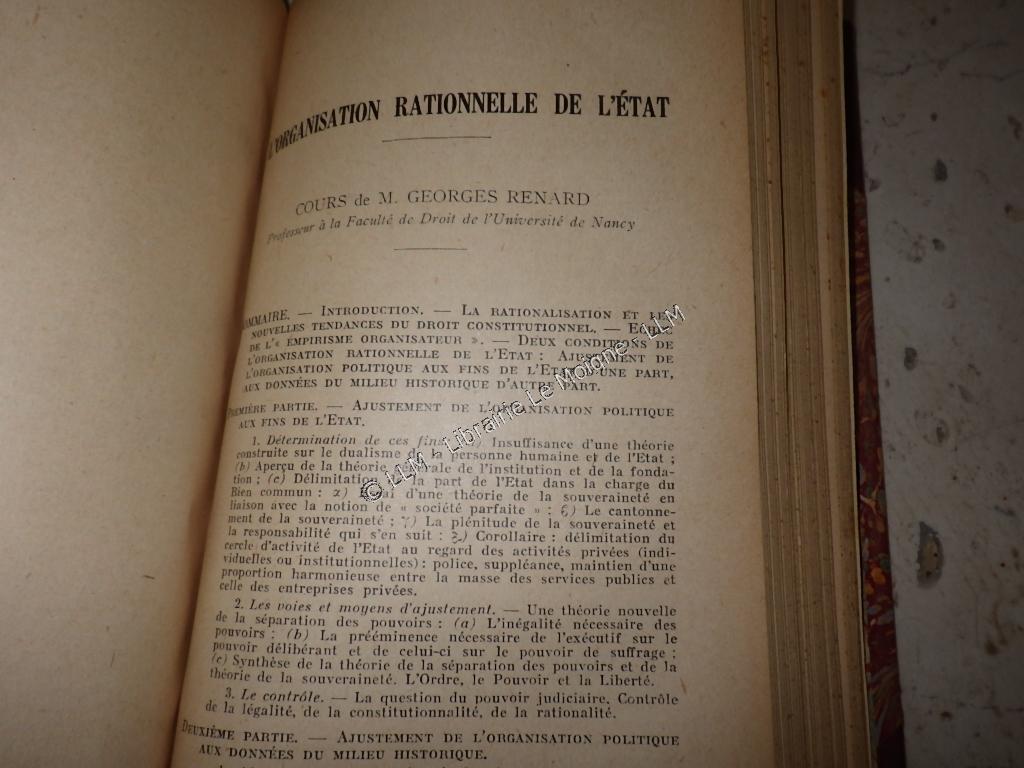 L'ORGANISATION RATIONNELLE DE L'ÉTAT
COURS de M. GEORGES RENARD
Professeur à la Faculté de Droit de l'Université de Nancy
SOMMAIRE. — INTRODUCTION. — LA RATIONALISATION ET LES
NOUVELLES TENDANCES DU DROIT CONSTITUTIONNEL. — ECHEC
DE L'« EMPIRISME ORGANISATEUR ». — DEUX CONDITIONS DE
L'ORGANISATION RATIONNELLE DE L'ETAT : AJUSTEMENT DE
L'ORGANISATION POLITIQUE AUX FINS DE L'ETAT D'UNE PART,
AUX DONNÉES DU MILIEU HISTORIQUE D'AUTRE PART.
PREMIÈRE PARTIE. — AJUSTEMENT DE L'ORGANISATION POLITIQUE
AUX FINS DE L'ETAT.
1. Détermination de ces fins. Insuffisance d'une théorie
construite sur le dualisme de la personne humaine et de l'Etat ;
(b) Aperçu de la théorie générale de l'institution et de la fonda-
tion ; (c) Délimitation la part de l'Etat dans la charge du
Bien commun : α) Essai d'une théorie de la souveraineté en
liaison avec la notion de « société parfaite » : ϐ) Le cantonne-
ment de la souveraineté ; γ) La plénitude de la souveraineté et
la responsabilité qui s'en suit : ξ) Corollaire : délimitation du
cercle d'activité de l'Etat au regard des activités privées (indi-
viduelles ou institutionnelles) : police, suppléance, maintien d'une
proportion harmonieuse entre la masse des services publics et
celle des entreprises privées.
2. Les voies et moyens d'ajustement. — Une théorie nouvelle
de la séparation des pouvoirs : (a) L'inégalité nécessaire des
pouvoirs ; (b) La prééminence nécessaire de l'exécutif sur le
pouvoir délibérant et de celui-ci sur le pouvoir de suffrage ;
(c) Synthèse de la théorie de la séparation des pouvoirs et de la
théorie de la souveraineté. L'Ordre, le Pouvoir et la Liberté.
3. Le contrôle. — La question du pouvoir judiciaire, Contrôle
de la légalité, de la constitutionnalité, de la rationalité.
DEUXIÈME PARTIE. — AJUSTEMENT DE L'ORGANISATION POLITIQUE
AUX DONNÉES DU MILIEU HISTORIQUE.
© LLM - Librairie Le Moione - LLM